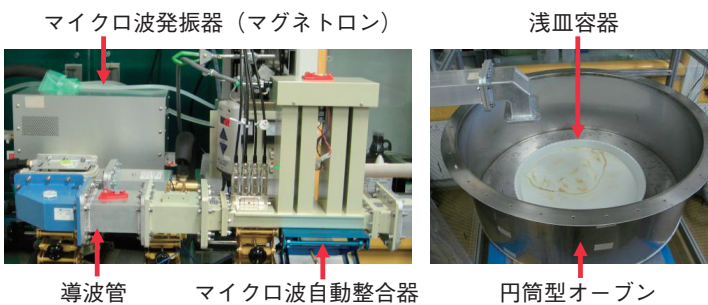 マイクロ波発振器（マグネトロン）
浅皿容器
導波管
マイクロ波自動整合器
円筒型オーブン